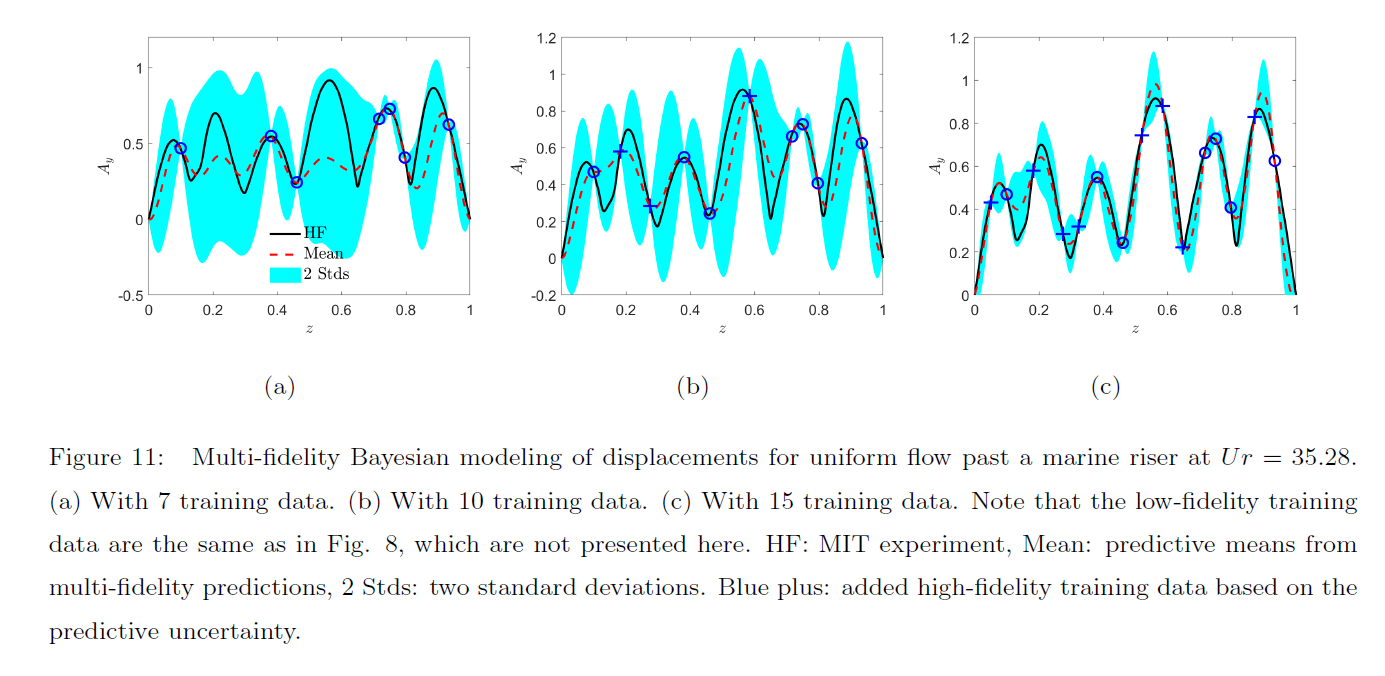 1
0.5
0
-0.5
A_y
0 0.2 0.4 0.6 0.8 1
z
HF
Mean
2 Stds
(a)
1.2
1
0.8
0.6
0.4
0.2
0
-0.2
A_y
0 0.2 0.4 0.6 0.8 1
z
(b)
1.2
1
0.8
0.6
0.4
0.2
0
A_y
0 0.2 0.4 0.6 0.8 1
z
(c)
Figure 11: Multi-fidelity Bayesian modeling of displacements for uniform flow past a marine riser at Ur = 35.28.
(a) With 7 training data. (b) With 10 training data. (c) With 15 training data. Note that the low-fidelity training
data are the same as in Fig. 8, which are not presented here. HF: MIT experiment, Mean: predictive means from
multi-fidelity predictions, 2 Stds: two standard deviations. Blue plus: added high-fidelity training data based on the
predictive uncertainty.